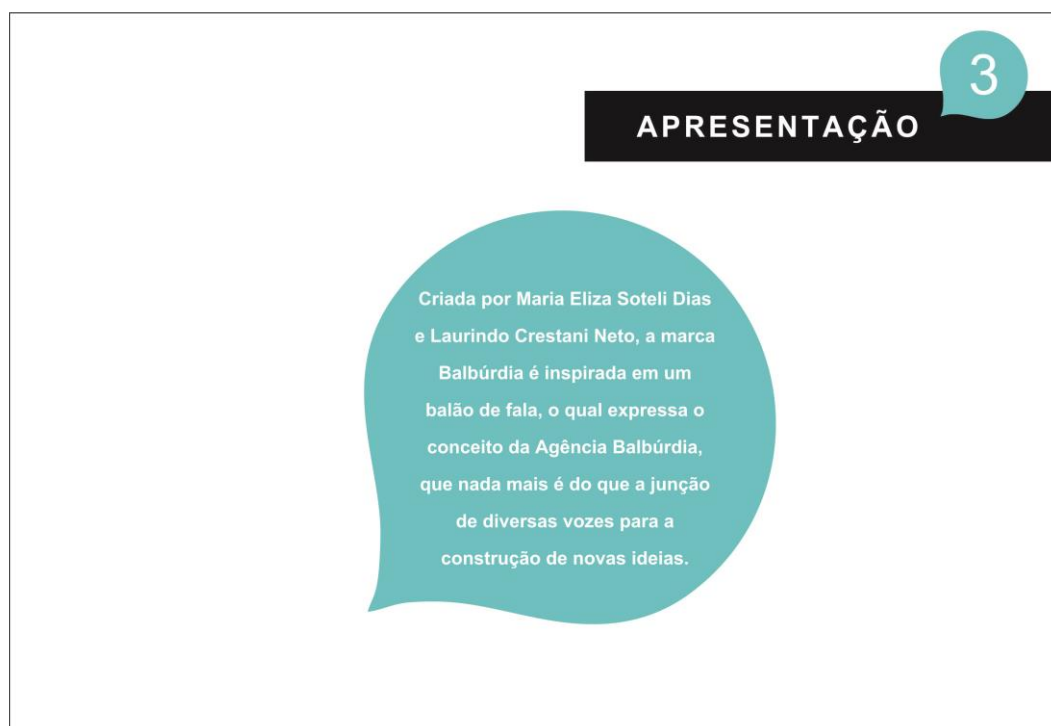 3
APRESENTAÇÃO
Criada por Maria Eliza Soteli Dias
e Laurindo Crestani Neto, a marca
Balbúrdia é inspirada em um
balão de fala, o qual expressa o
conceito da Agência Balbúrdia,
que nada mais é do que a junção
de diversas vozes para a
construção de novas ideias.